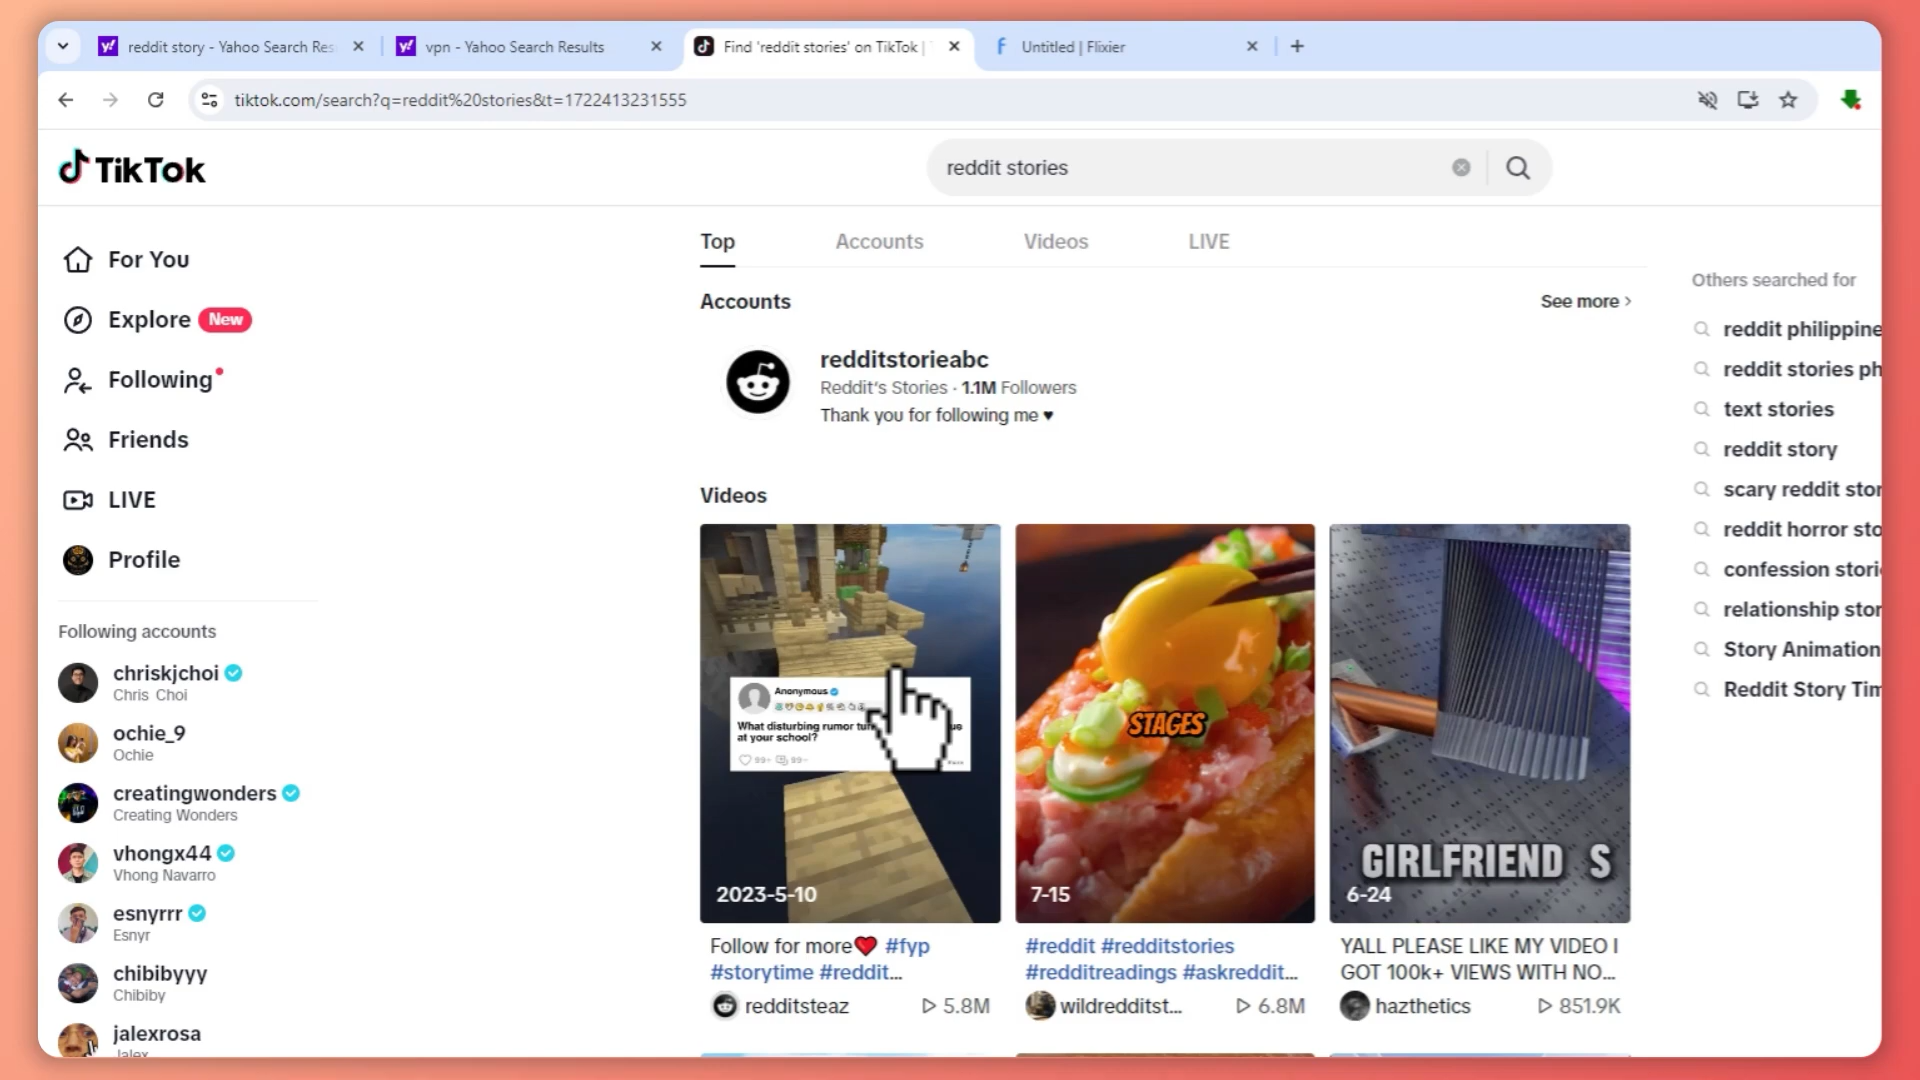 reddit story - Yahoo Search Res
vpn - Yahoo Search Results
Find 'reddit stories' on TikTok |
Untitled | Flixier
tiktok.com/search?q=reddit%20stories&t=1722413231555
TikTok
reddit stories
For You
Explore New
Following
Friends
LIVE
Profile
Following accounts
chriskjchoi
Chris Choi
ochie_9
Ochie
creatingwonders
Creating Wonders
vhongx44
Vhong Navarro
esnyrrr
Esnyr
chibibyyy
Chibiby
jalexrosa
Jalex
Top
Accounts
Videos
LIVE
Accounts
See more
redditstorieabc
Reddit's Stories · 1.1M Followers
Thank you for following me ♥
Videos
Anonymous
What disturbing rumor
at your school?
99+ 99+
2023-5-10
Follow for more❤️ #fyp
#storytime #reddit...
redditsteaz
5.8M
STAGES
7-15
#reddit #redditstories
#redditreadings #askreddit...
wildredditst...
6.8M
GIRLFRIEND S
6-24
YALL PLEASE LIKE MY VIDEO I
GOT 100k+ VIEWS WITH NO...
hazthetics
851.9K
Others searched for
reddit philippine
reddit stories ph
text stories
reddit story
scary reddit stor
reddit horror sto
confession stori
relationship stor
Story Animation
Reddit Story Tim